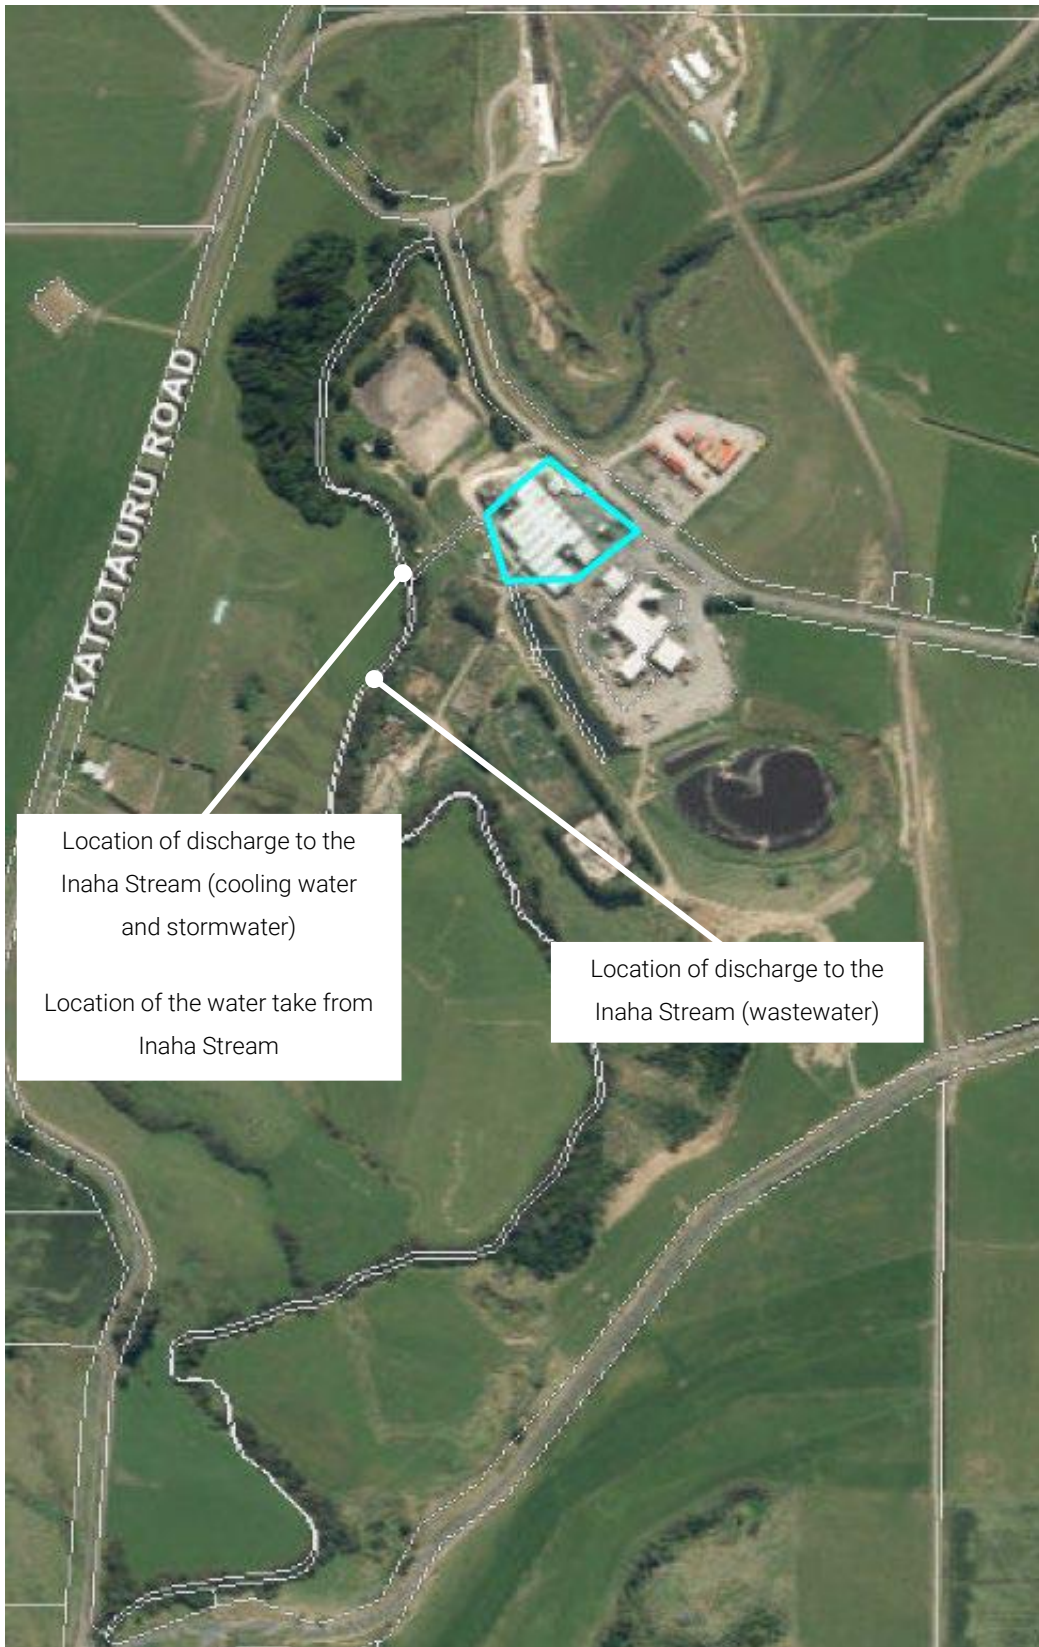 KATOTAURU ROAD
Location of discharge to the
Inaha Stream (cooling water
and stormwater)
Location of the water take from
Inaha Stream
Location of discharge to the
Inaha Stream (wastewater)